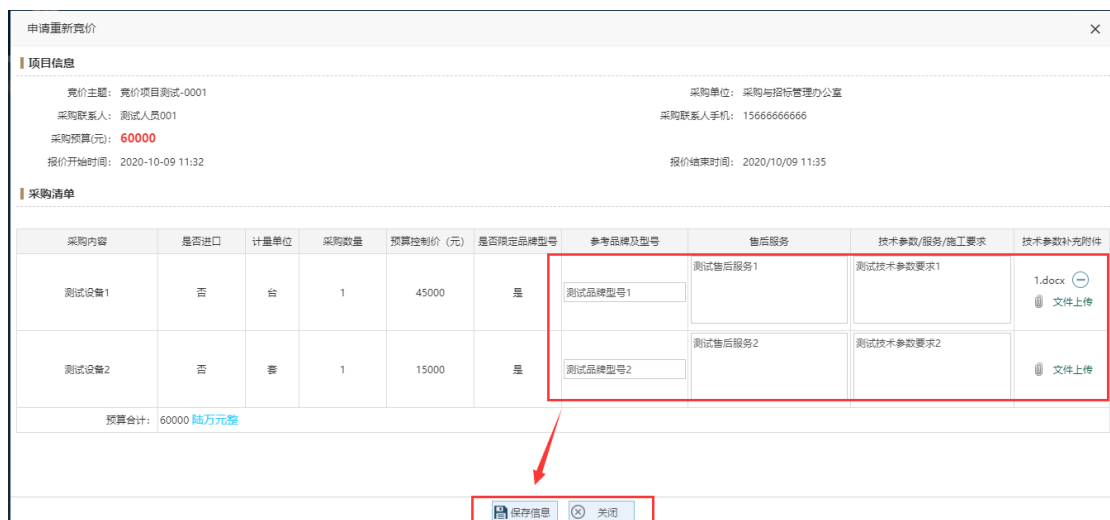 申请重新竞价
×
项目信息
竞价主题: 竞价项目测试-0001 采购单位: 采购与招标管理办公室
采购联系人: 测试人员001 采购联系人手机: 15666666666
采购预算(元): 60000
报价开始时间: 2020-10-09 11:32 报价结束时间: 2020/10/09 11:35
采购清单
采购内容 是否进口 计量单位 采购数量 预算控制价（元） 是否限定品牌型号 参考品牌及型号 售后服务 技术参数/服务/施工要求 技术参数补充附件
测试设备1 否 台 1 45000 是 测试品牌型号1 测试售后服务1 测试技术参数要求1 1.docx
文件上传
测试设备2 否 套 1 15000 是 测试品牌型号2 测试售后服务2 测试技术参数要求2 文件上传
预算合计: 60000 陆万元整
保存信息 关闭